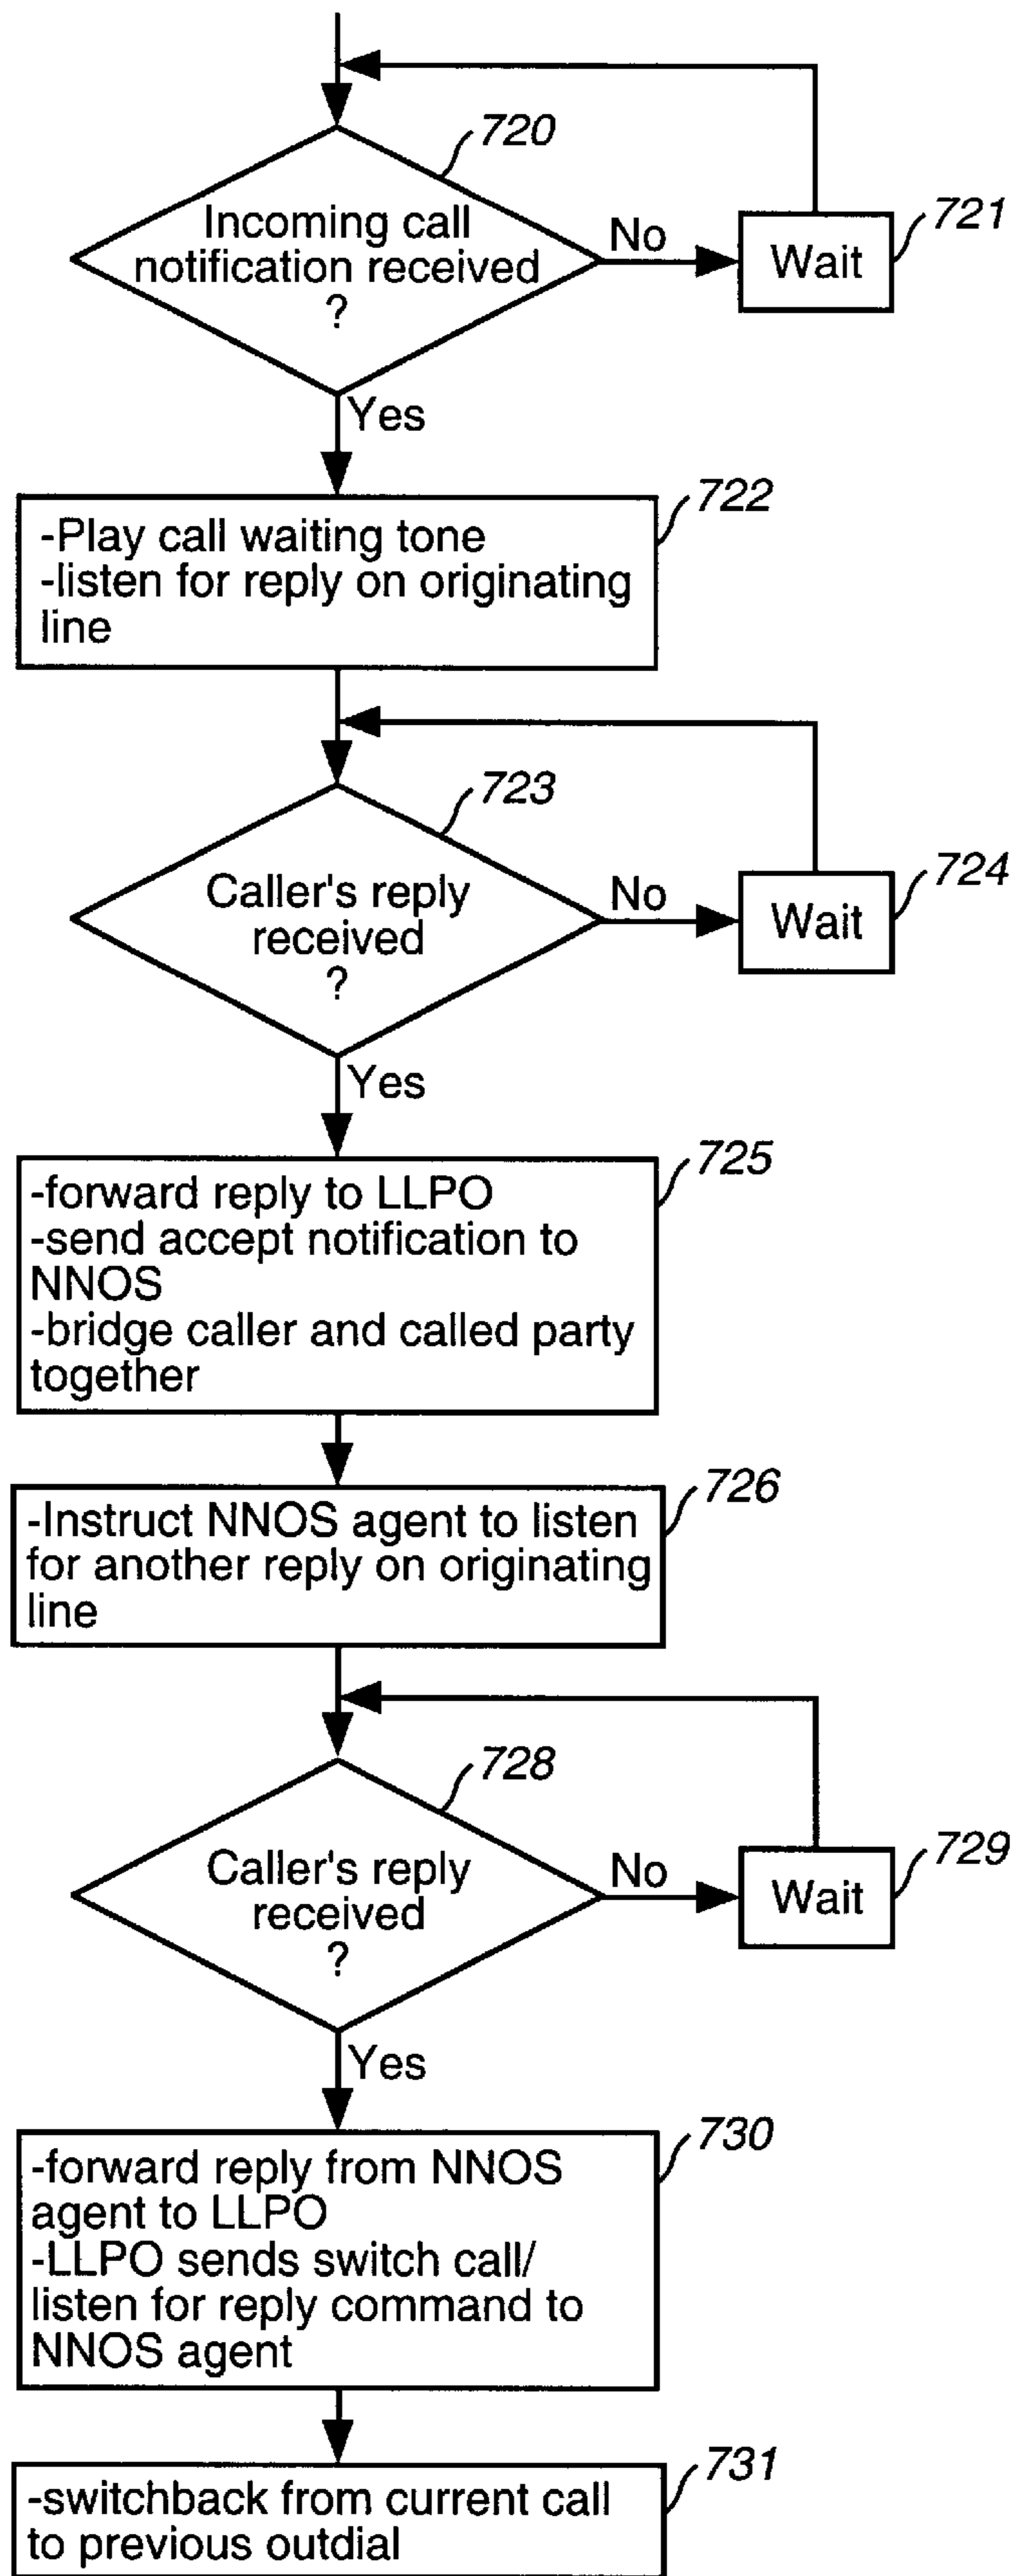 720
Incoming call
notification received
?
No
Wait
721
Yes
722
-Play call waiting tone
-listen for reply on originating
line
723
Caller's reply
received
?
No
Wait
724
Yes
725
-forward reply to LLPO
-send accept notification to
NNOS
-bridge caller and called party
together
726
-Instruct NNOS agent to listen
for another reply on originating
line
728
Caller's reply
received
?
No
Wait
729
Yes
730
-forward reply from NNOS
agent to LLPO
-LLPO sends switch call/
listen for reply command to
NNOS agent
731
-switchback from current call
to previous outdial